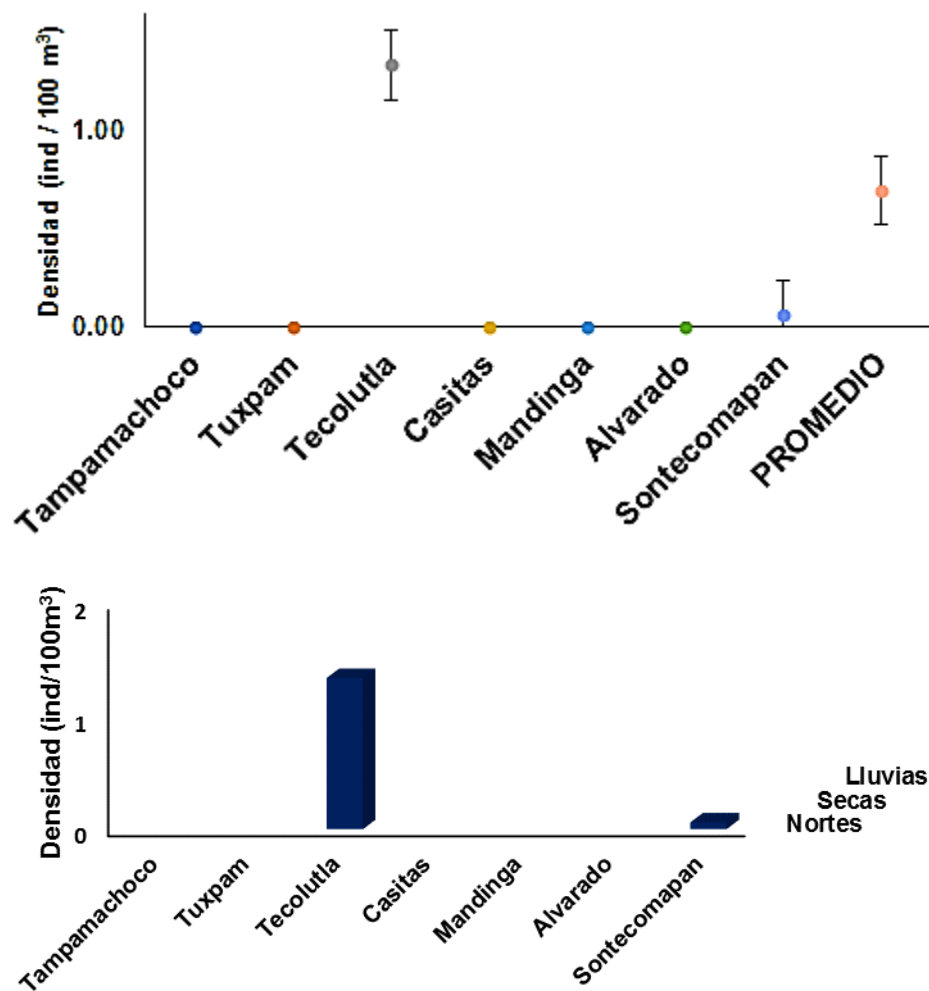 Densidad (ind / 100 m³)
1.00
0.00
Tampamachoco
Tuxpam
Tecolutla
Casitas
Mandinga
Alvarado
Sontecomapan
PROMEDIO
Densidad (ind/100m³)
2
1
0
Lluvias
Secas
Nortes
Tampamachoco
Tuxpam
Tecolutla
Casitas
Mandinga
Alvarado
Sontecomapan